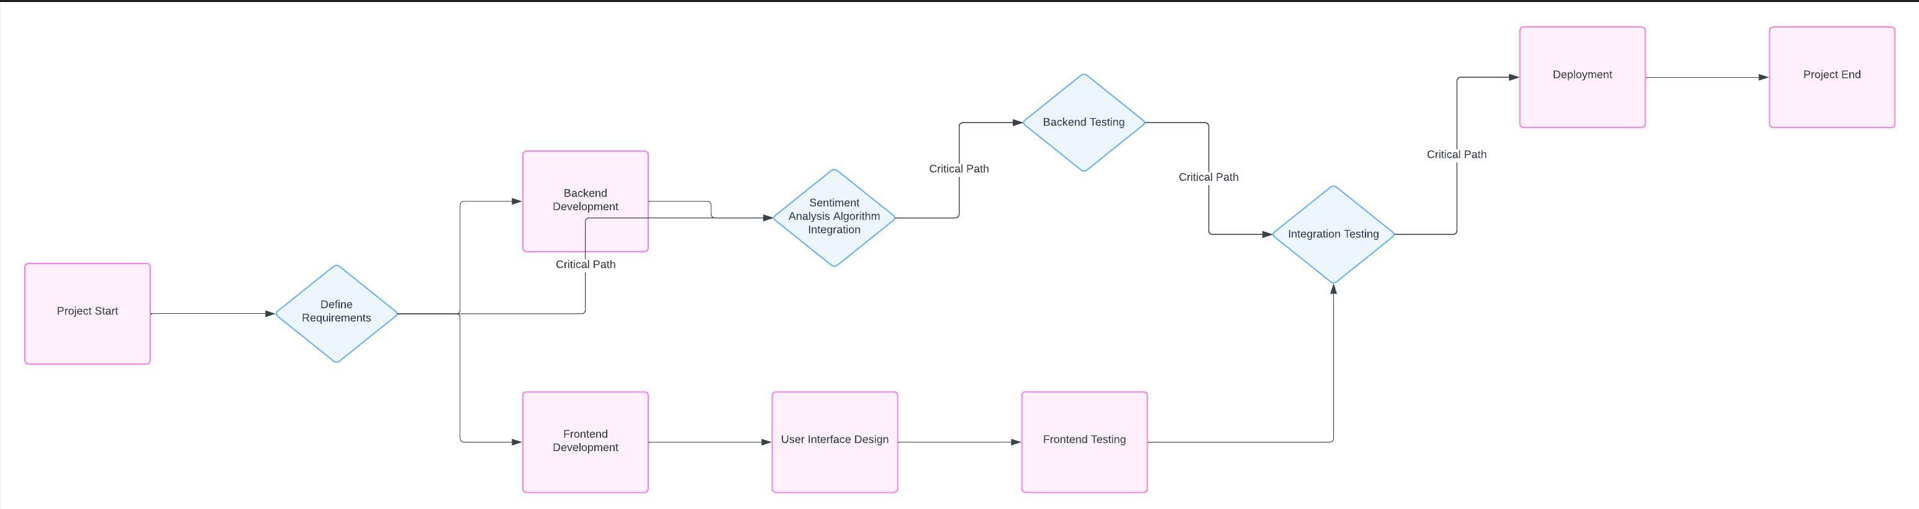 Project Start
Define
Requirements
Backend
Development
Critical Path
Sentiment
Analysis Algorithm
Integration
Critical Path
Backend Testing
Critical Path
Integration Testing
Critical Path
Deployment
Project End
Frontend
Development
User Interface Design
Frontend Testing